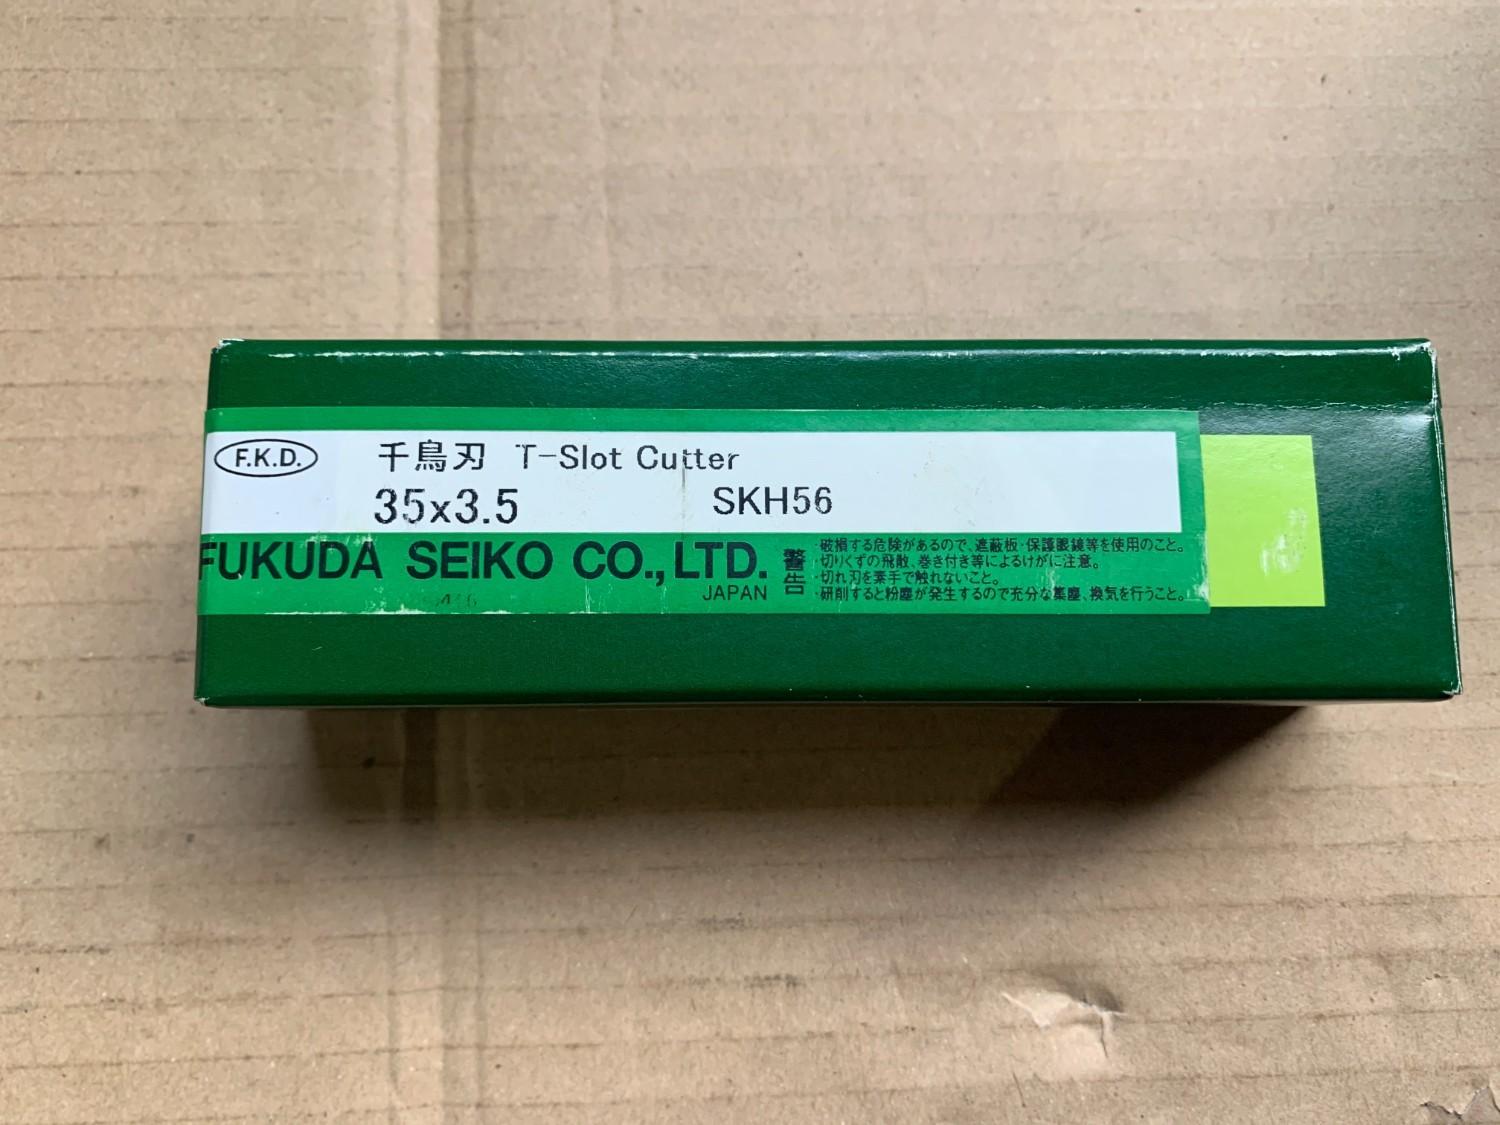 F.K.D. 千鳥刃 T-Slot Cutter
35x3.5 SKH56
FUKUDA SEIKO CO., LTD.
JAPAN
警告
・破損する危険があるので、遮蔽板・保護眼鏡等を使用のこと。
・切りくずの飛散、巻き付き等によるけがに注意。
・切れ刃を素手で触れないこと。
・研削すると粉塵が発生するので充分な集塵、換気を行うこと。